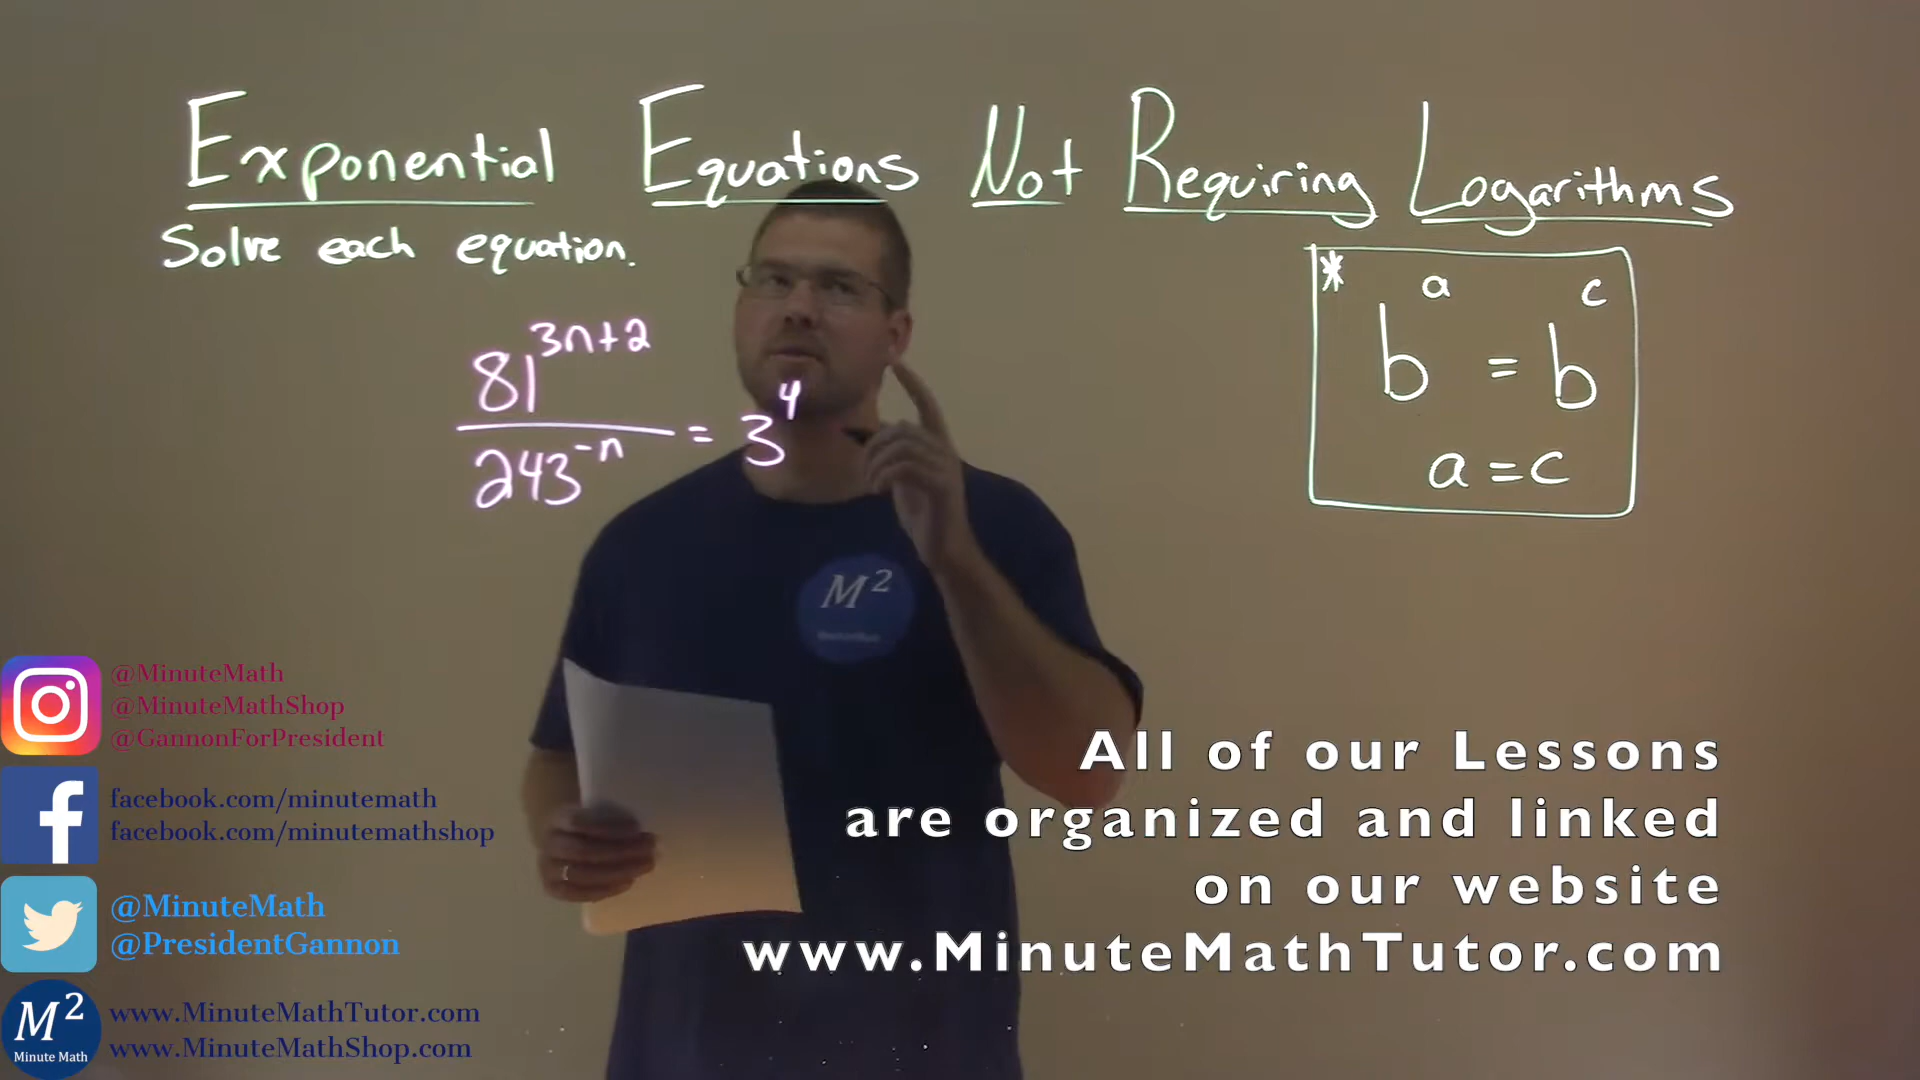 Exponential Equations Not Requiring Logarithms
Solve each equation.
81^{3n+2} / 243^{-n} = 3^4
* b^a = b^c
a = c
M²
@MinuteMath
@MinuteMathShop
@GannonForPresident
facebook.com/minutemath
facebook.com/minutemathshop
@MinuteMath
@PresidentGannon
M²
Minute Math
www.MinuteMathTutor.com
www.MinuteMathShop.com
All of our Lessons
are organized and linked
on our website
www.MinuteMathTutor.com